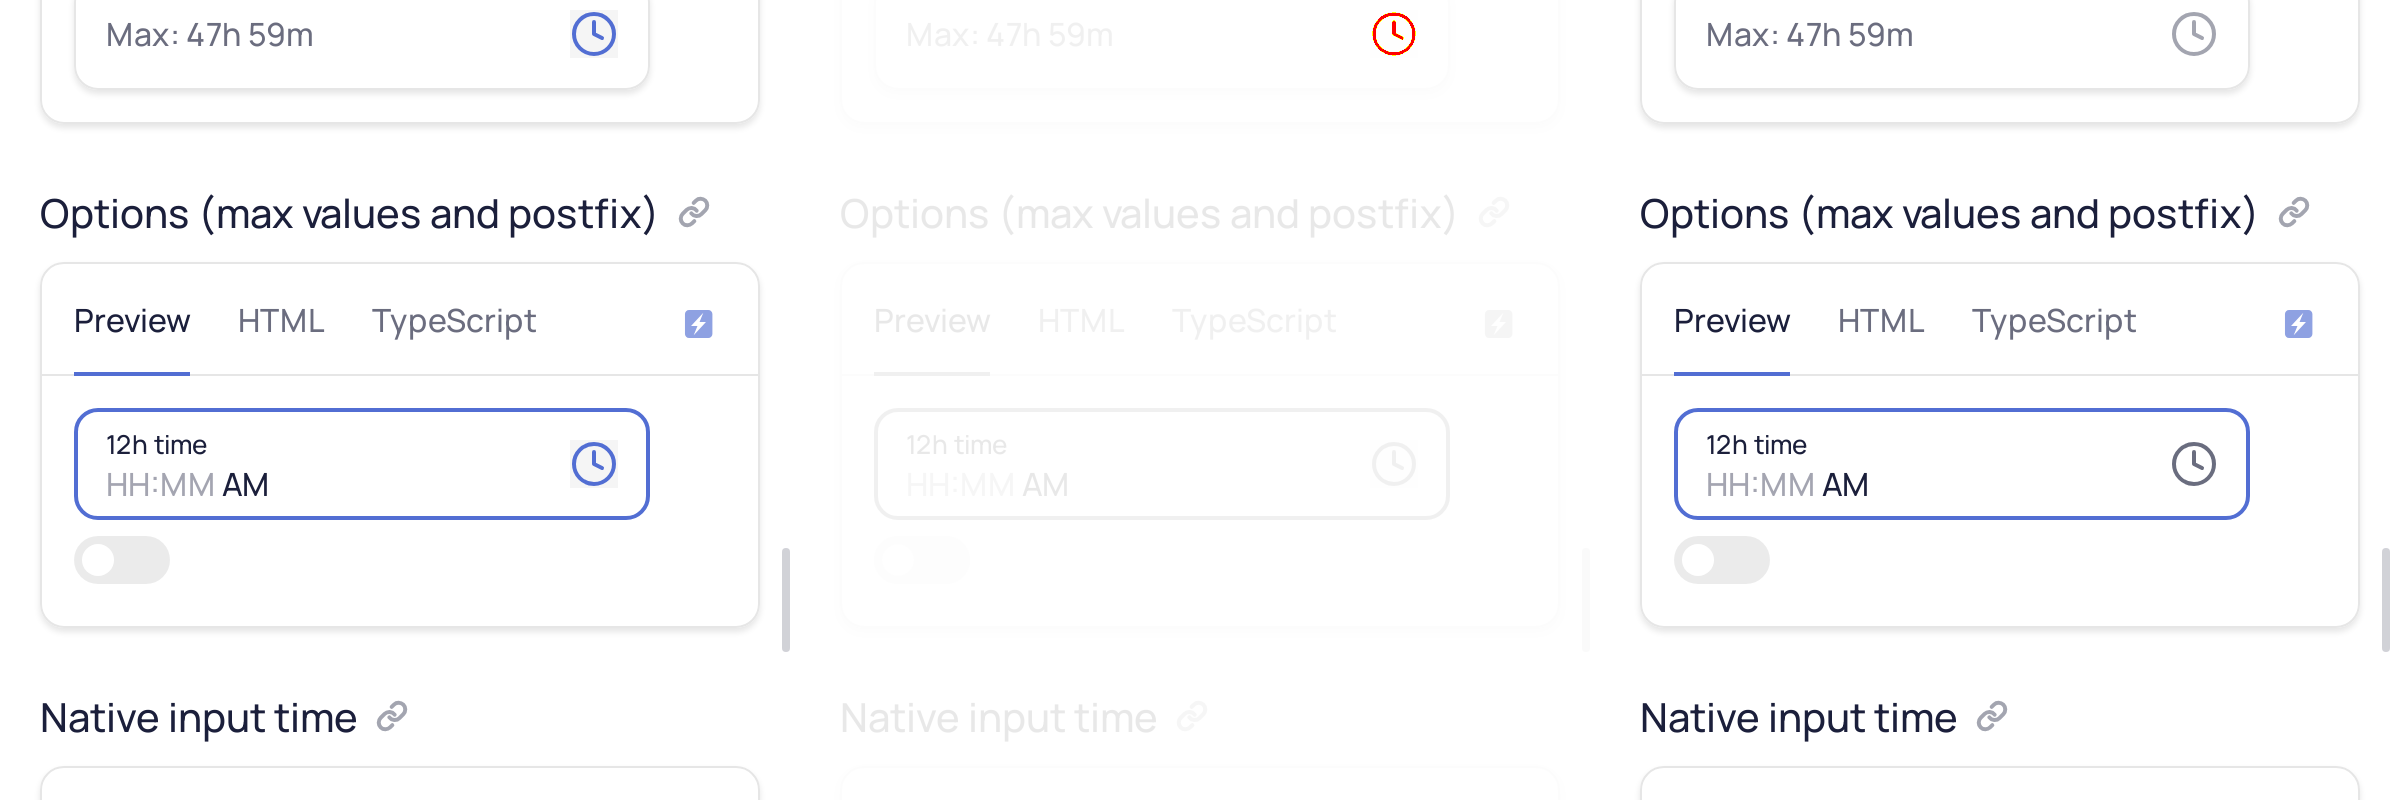 Max: 47h 59m
Options (max values and postfix)
Preview HTML TypeScript
12h time
HH:MM AM
Native input time
Max: 47h 59m
Options (max values and postfix)
Preview HTML TypeScript
12h time
HH:MM AM
Native input time
Max: 47h 59m
Options (max values and postfix)
Preview HTML TypeScript
12h time
HH:MM AM
Native input time